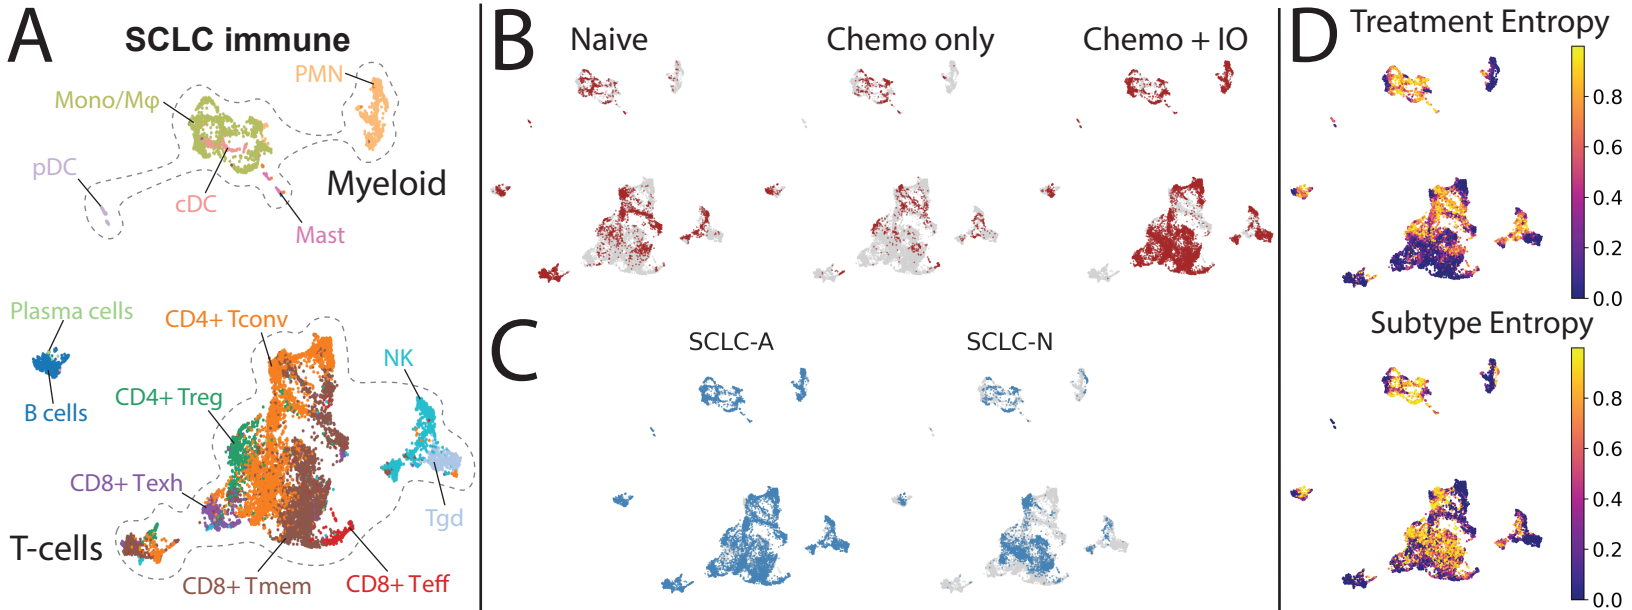 A
SCLC immune
PMN
Mono/Mφ
pDC
cDC
Myeloid
Mast
Plasma cells
CD4+ Tconv
NK
CD4+ Treg
B cells
CD8+ Texh
Tgd
T-cells
CD8+ Tmem
CD8+ Teff
B
Naive
Chemo only
Chemo + IO
C
SCLC-A
SCLC-N
D
Treatment Entropy
0.8
0.6
0.4
0.2
0.0
Subtype Entropy
0.8
0.6
0.4
0.2
0.0